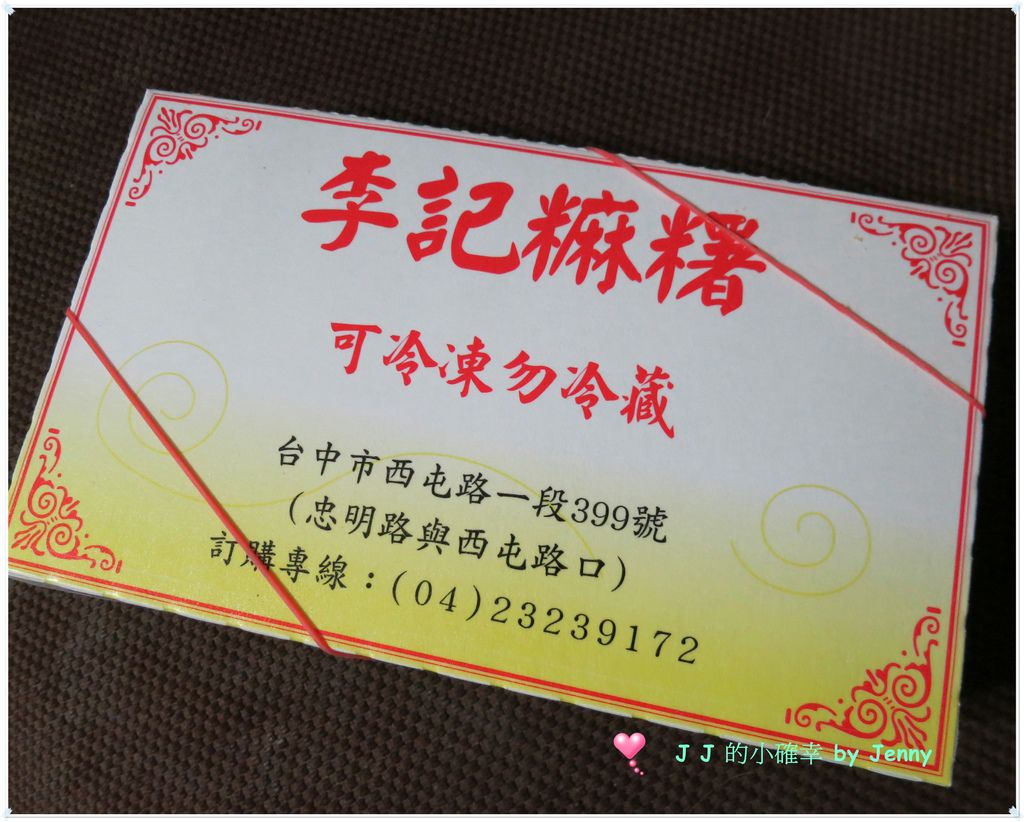 李記糜糬
可冷凍勿冷藏
台中市西屯路一段399號
(忠明路與西屯路口)
訂購專線：(04)23239172
J J 的小確幸 by Jenny